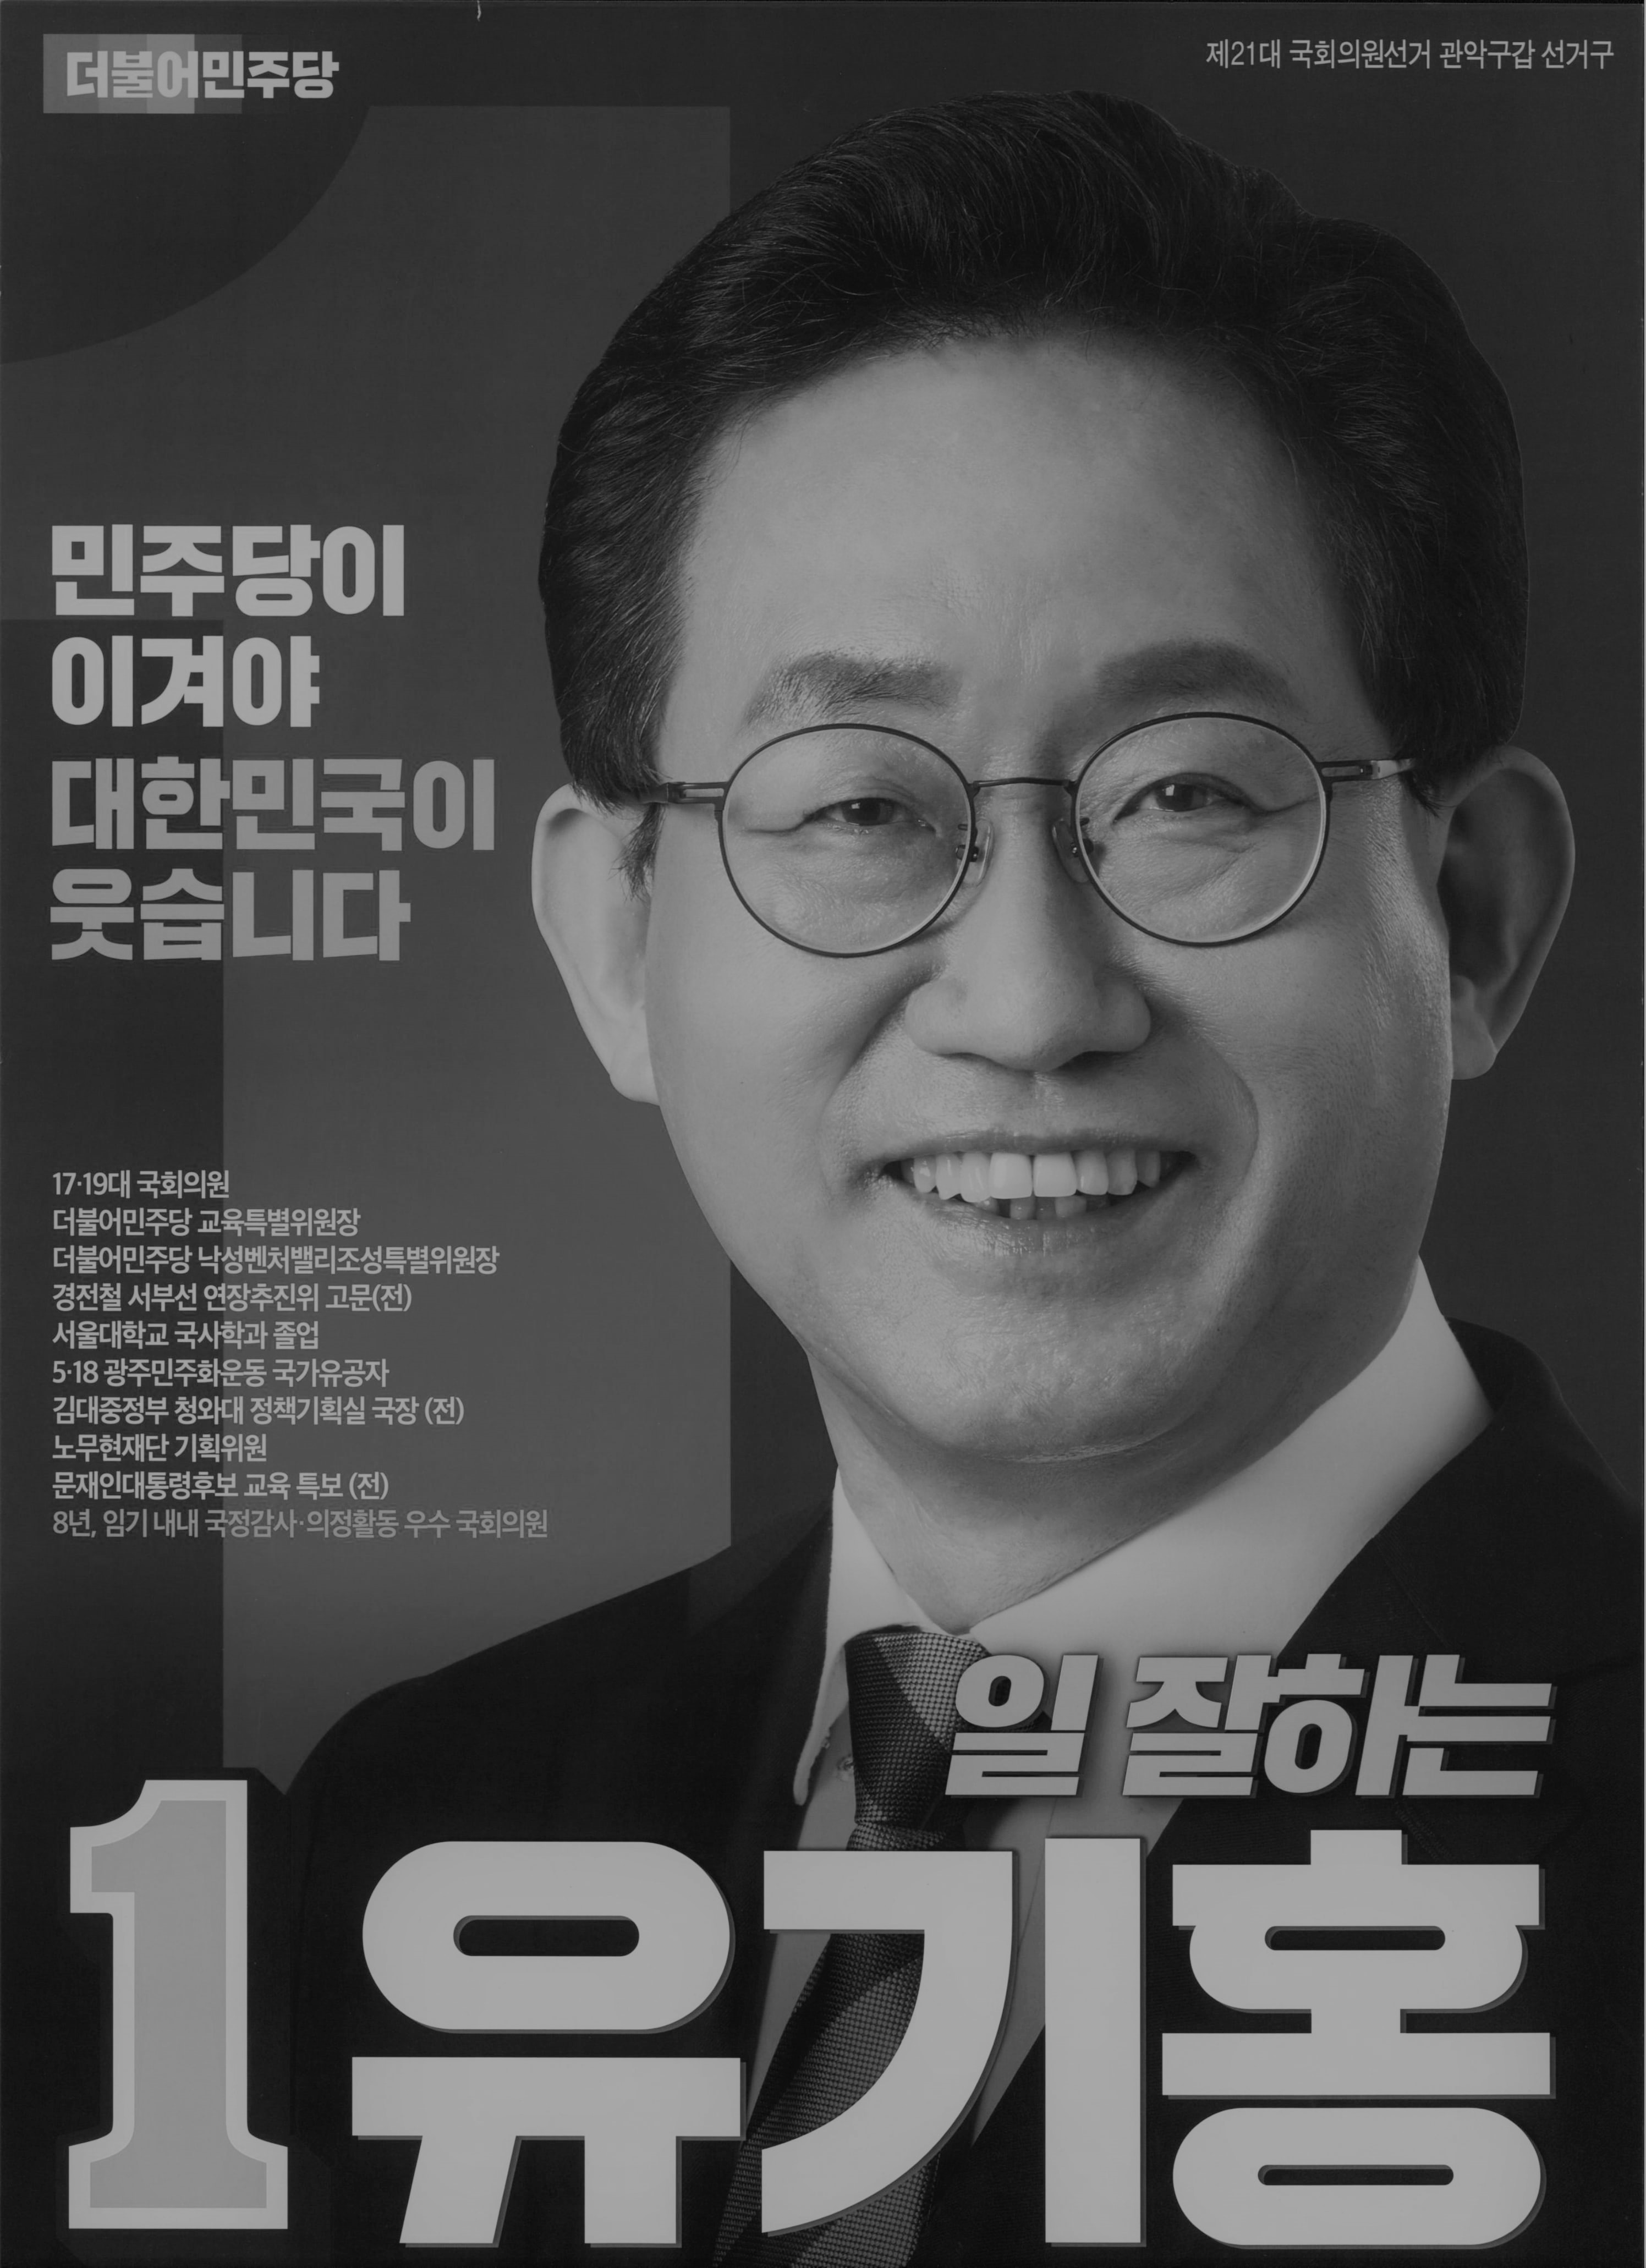 더불어민주당
제21대 국회의원선거 관악구갑 선거구
민주당이
이겨야
대한민국이
웃습니다
17·19대 국회의원
더불어민주당 교육특별위원장
더불어민주당 낙성벤처밸리조성특별위원장
경전철 서부선 연장추진위 고문(전)
서울대학교 국사학과 졸업
5·18 광주민주화운동 국가유공자
김대중정부 청와대 정책기획실 국장 (전)
노무현재단 기획위원
문재인대통령후보 교육 특보 (전)
8년, 임기 내내 국정감사·의정활동 우수 국회의원
일 잘하는
1 유기홍